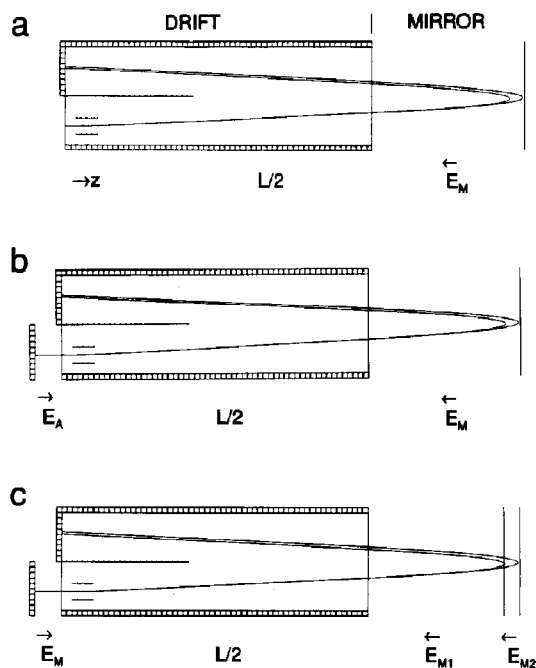 a
DRIFT MIRROR
→z L/2 ← E_M
b
→ E_A L/2 ← E_M
c
→ E_M L/2 ← E_M1 ← E_M2